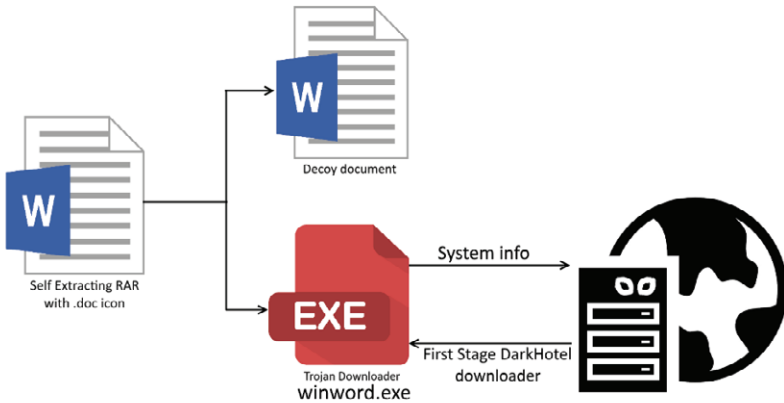 W
Decoy document
W
Self Extracting RAR
with .doc icon
EXE
Trojan Downloader
winword.exe
System info
First Stage DarkHotel
downloader